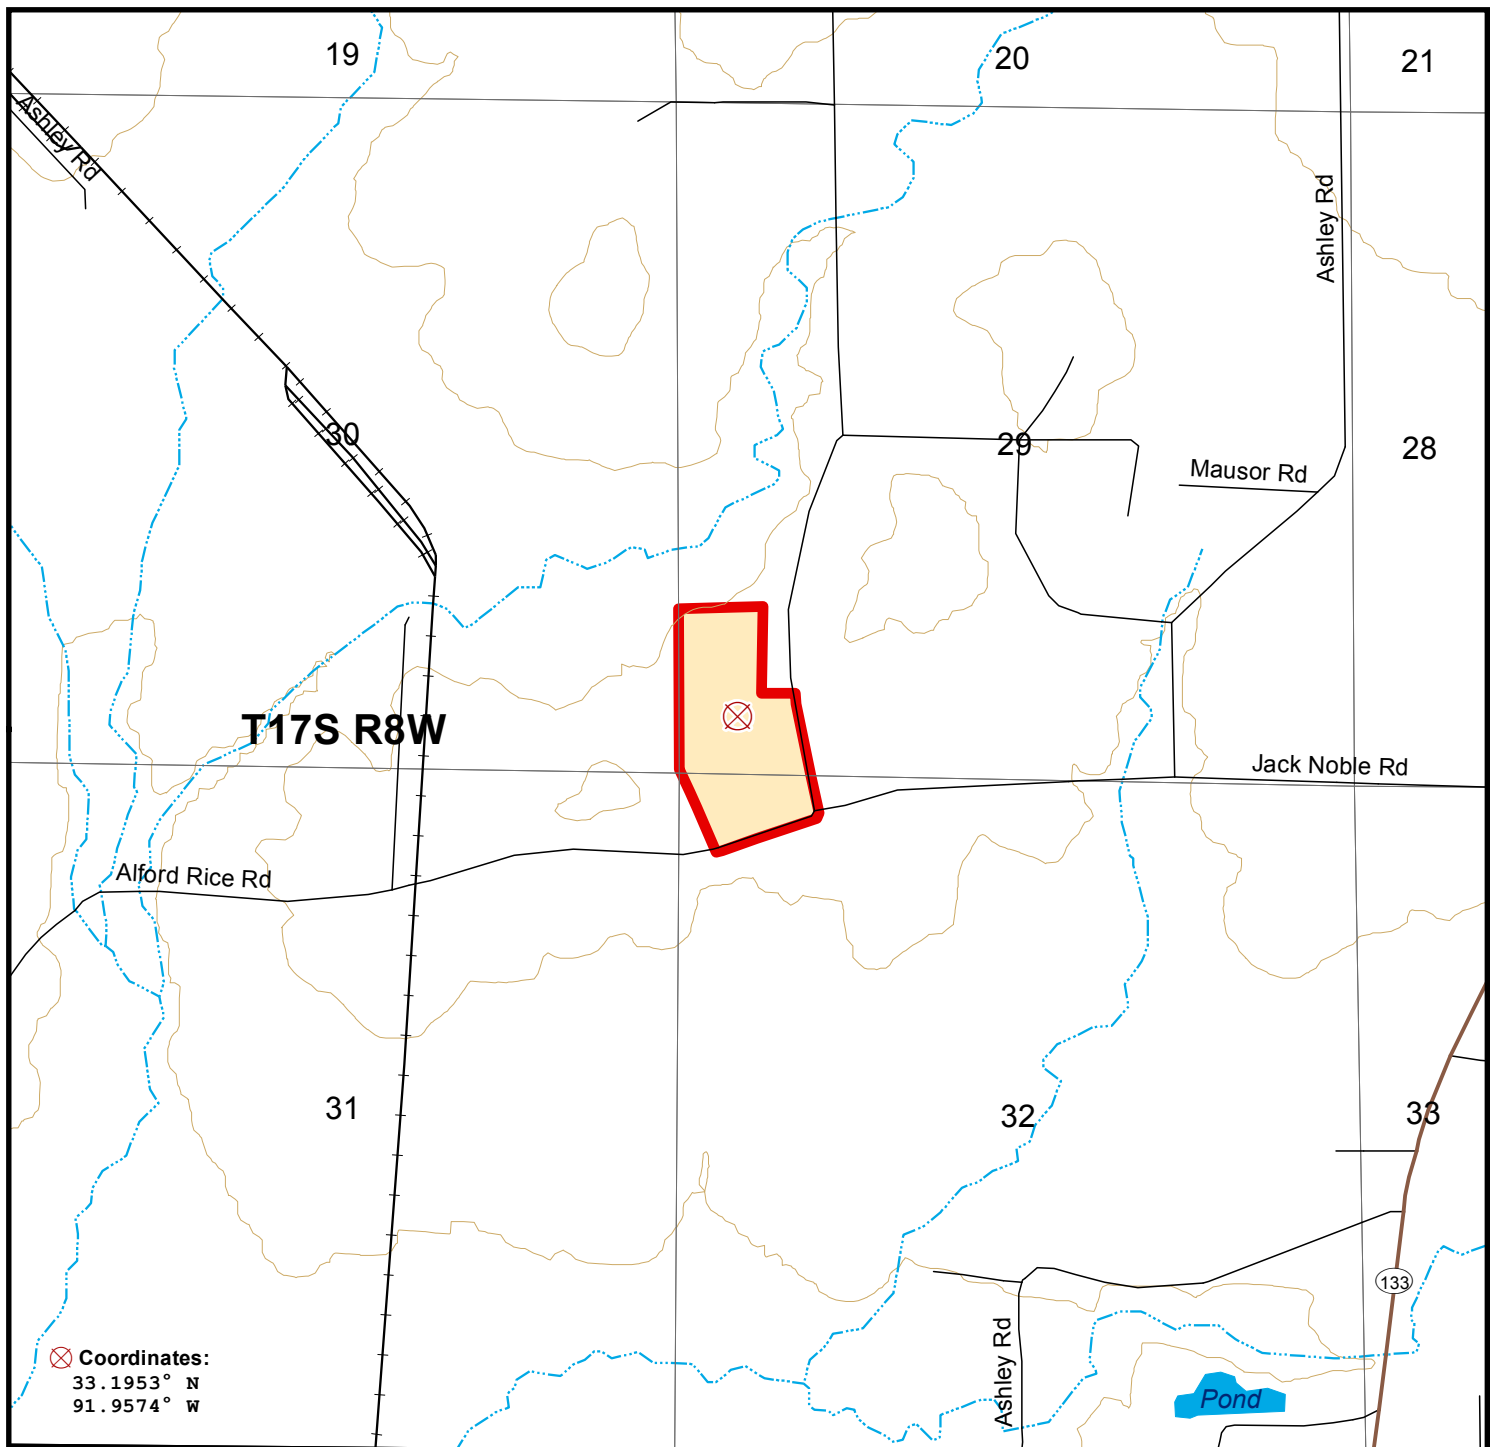 19
20
21
Ashley Rd
Ashley Rd
30
29
28
Mausor Rd
T17S R8W
Jack Noble Rd
Alford Rice Rd
31
32
33
133
Ashley Rd
Coordinates:
33.1953° N
91.9574° W
Pond